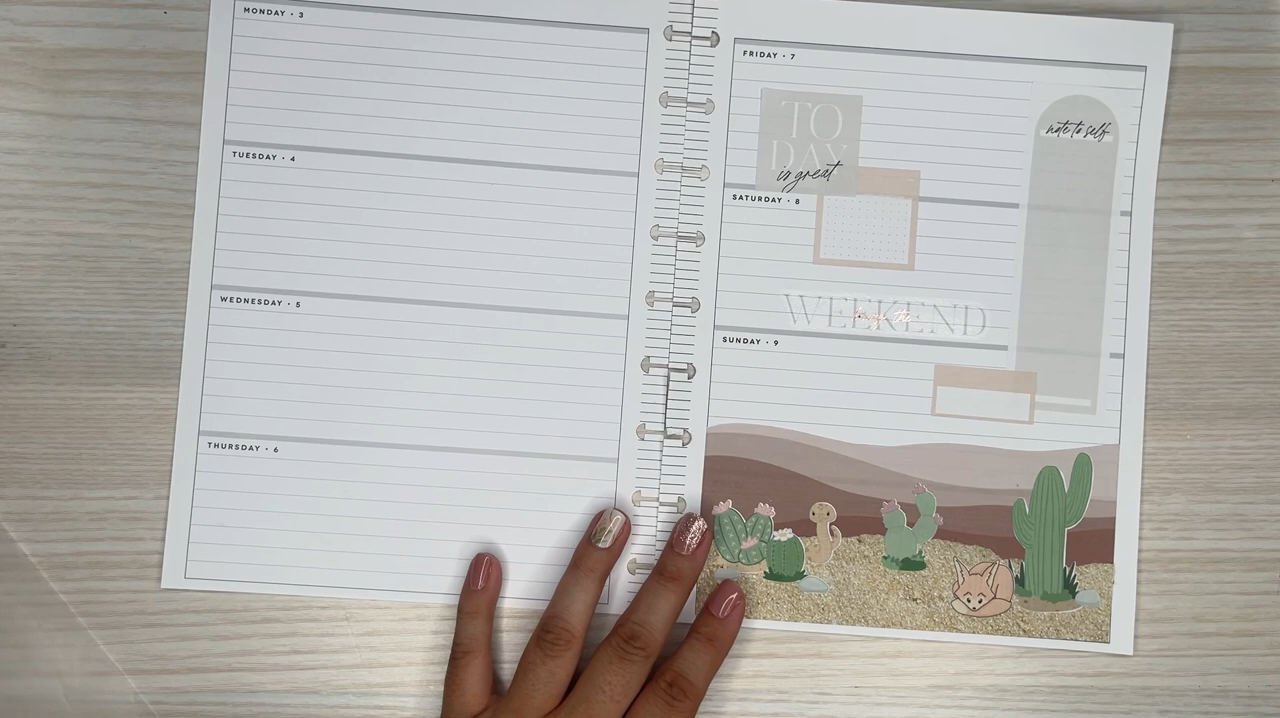 MONDAY • 3
TUESDAY • 4
WEDNESDAY • 5
THURSDAY • 6
FRIDAY • 7
TO
DAY
is great
note to self
SATURDAY • 8
WEEKEND
SUNDAY • 9